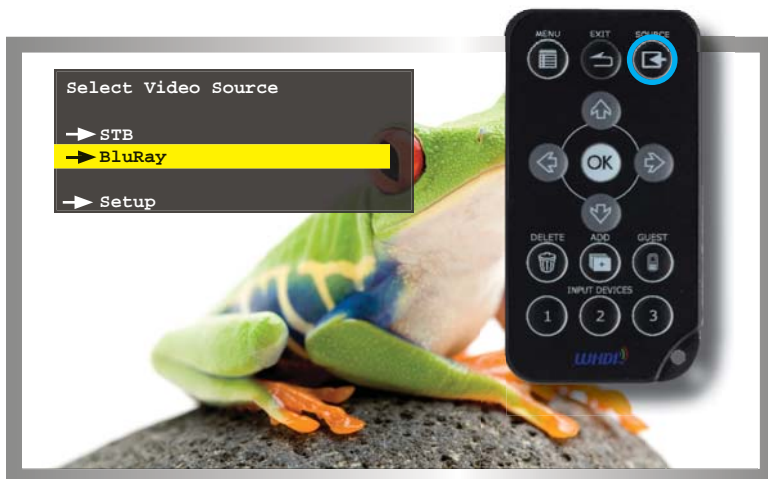 Select Video Source
STB
BluRay
Setup
MENU EXIT SOURCE
OK
DELETE ADD GUEST
INPUT DEVICES
1 2 3
WHDI